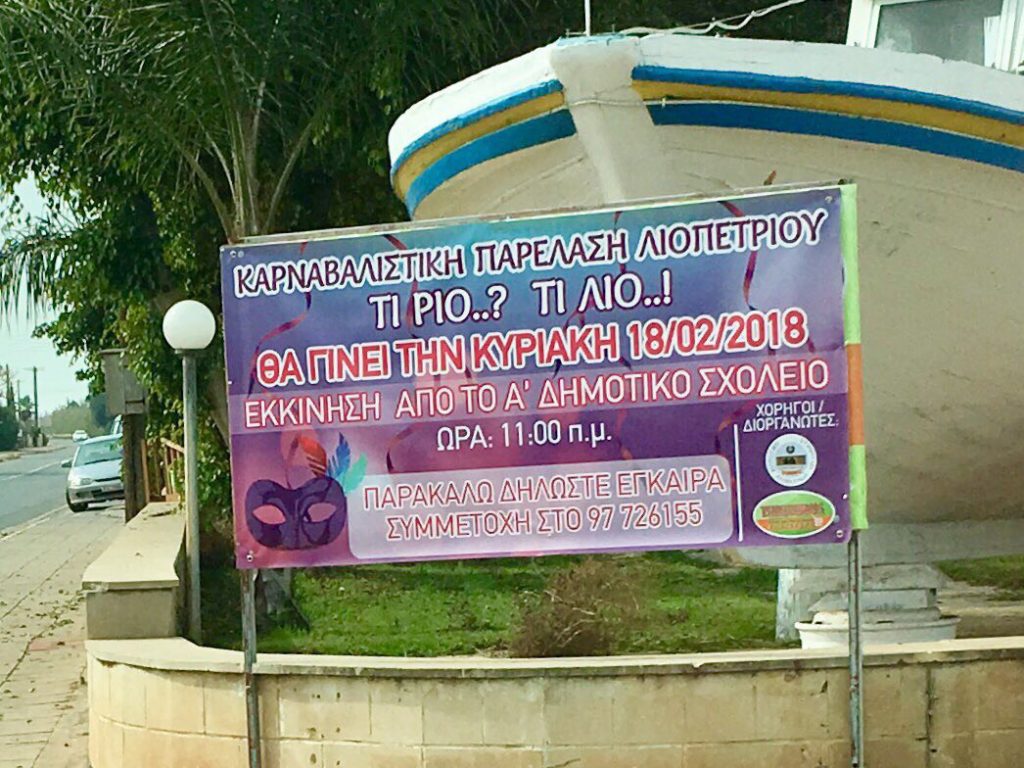 ΚΑΡΝΑΒΑΛΙΣΤΙΚΗ ΠΑΡΕΛΑΣΗ ΛΙΟΠΕΤΡΙΟΥ
ΤΙ ΡΙΟ..? ΤΙ ΛΙΟ..!
ΘΑ ΓΙΝΕΙ ΤΗΝ ΚΥΡΙΑΚΗ 18/02/2018
ΕΚΚΙΝΗΣΗ ΑΠΟ ΤΟ Α' ΔΗΜΟΤΙΚΟ ΣΧΟΛΕΙΟ
ΩΡΑ: 11:00 π.μ.
ΠΑΡΑΚΑΛΩ ΔΗΛΩΣΤΕ ΕΓΚΑΙΡΑ
ΣΥΜΜΕΤΟΧΗ ΣΤΟ 97 726155
ΧΟΡΗΓΟΙ/
ΔΙΟΡΓΑΝΩΤΕΣ: